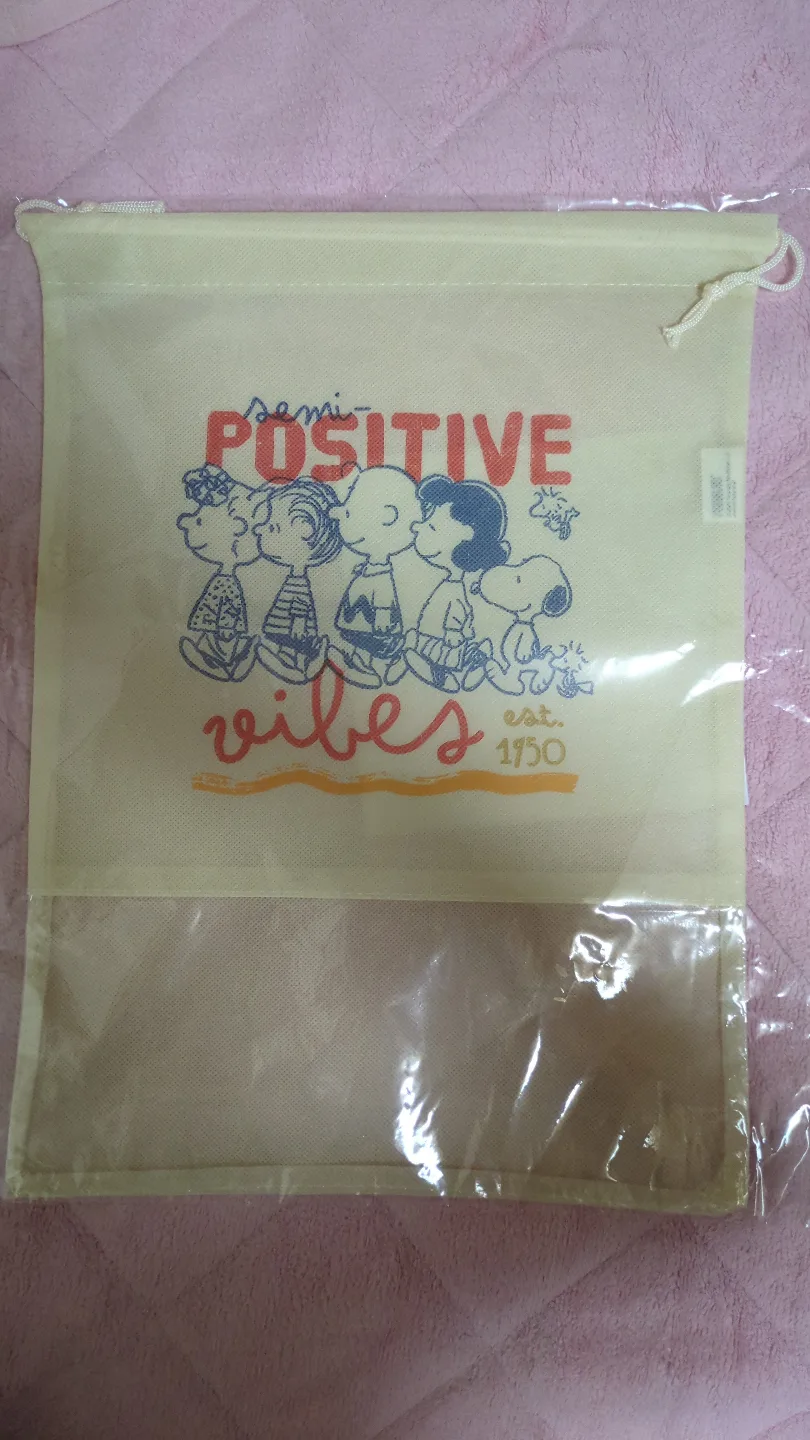 semi-
POSITIVE
vibes
est.
1950